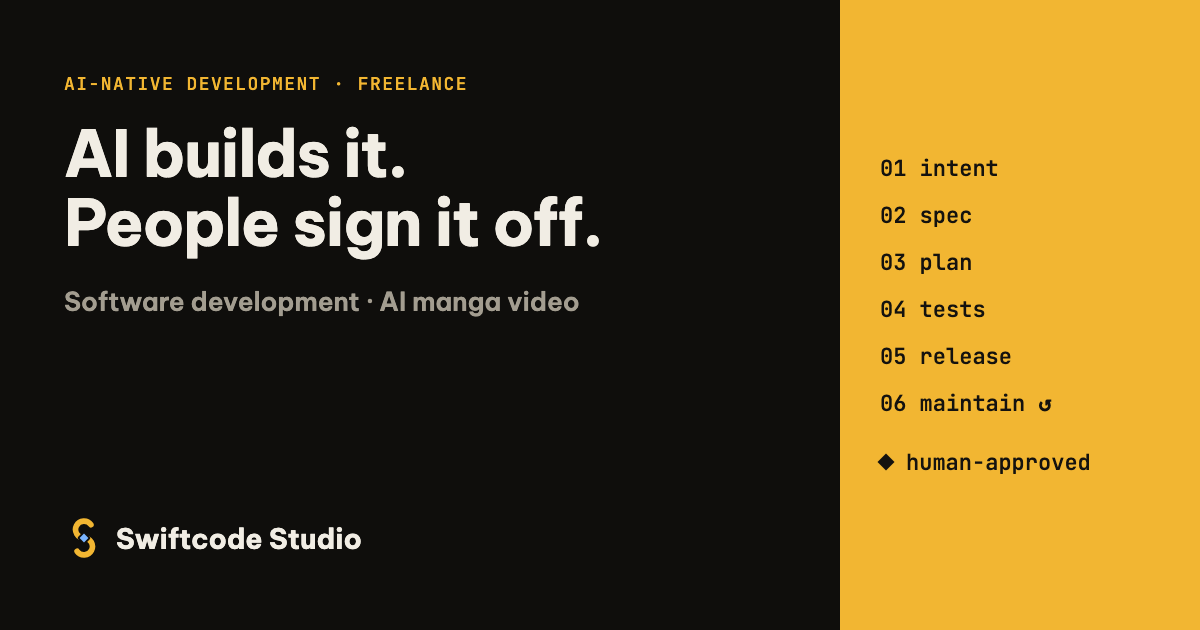 AI-NATIVE DEVELOPMENT · FREELANCE
AI builds it.
People sign it off.
Software development · AI manga video
Swiftcode Studio
01 intent
02 spec
03 plan
04 tests
05 release
06 maintain ↺
◆ human-approved